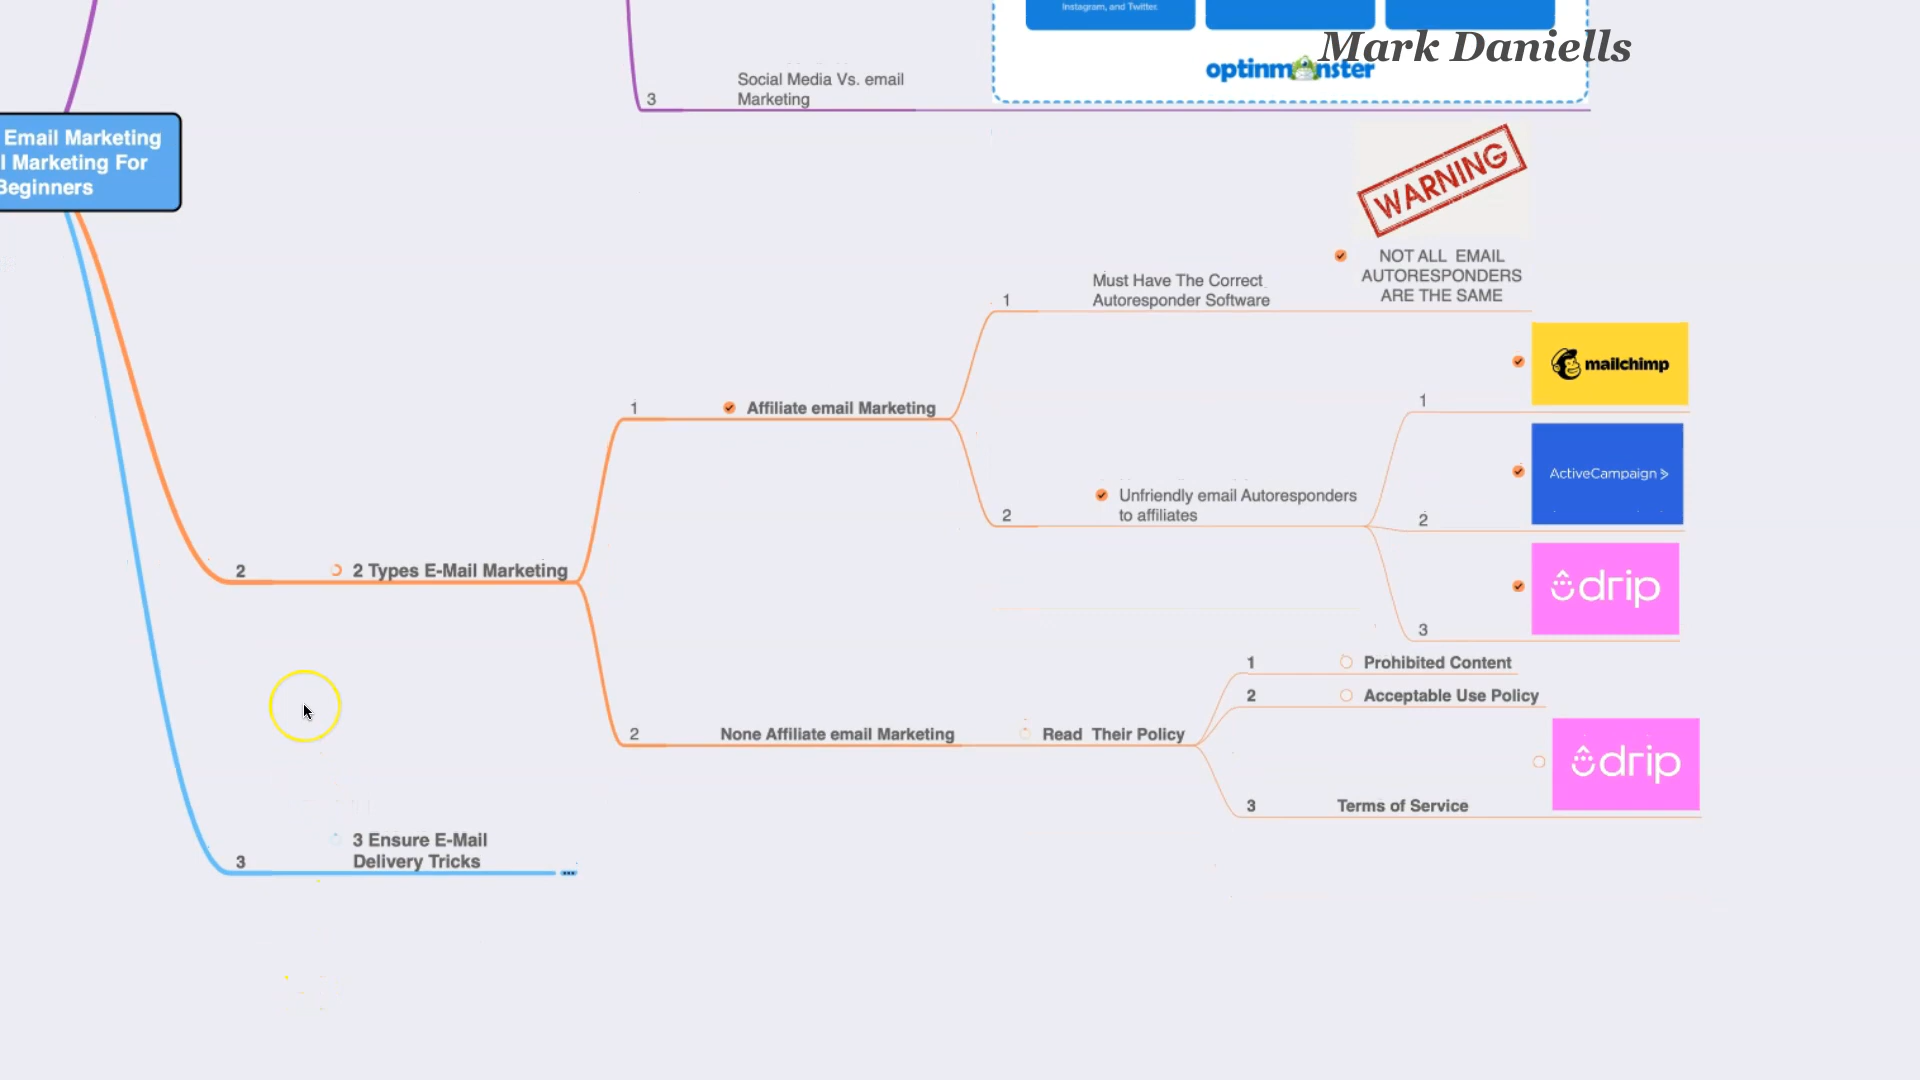 Instagram, and Twitter.
Mark Daniells
optinmonster
Social Media Vs. email
3 Marketing
Email Marketing
l Marketing For
Beginners
WARNING
NOT ALL EMAIL
AUTORESPONDERS
ARE THE SAME
Must Have The Correct
1 Autoresponder Software
mailchimp
1
1 Affiliate email Marketing
ActiveCampaign >
Unfriendly email Autoresponders
2 to affiliates
2
2 2 Types E-Mail Marketing
drip
3
1 Prohibited Content
2 Acceptable Use Policy
2 None Affiliate email Marketing Read Their Policy
drip
3 Terms of Service
3 Ensure E-Mail
3 Delivery Tricks